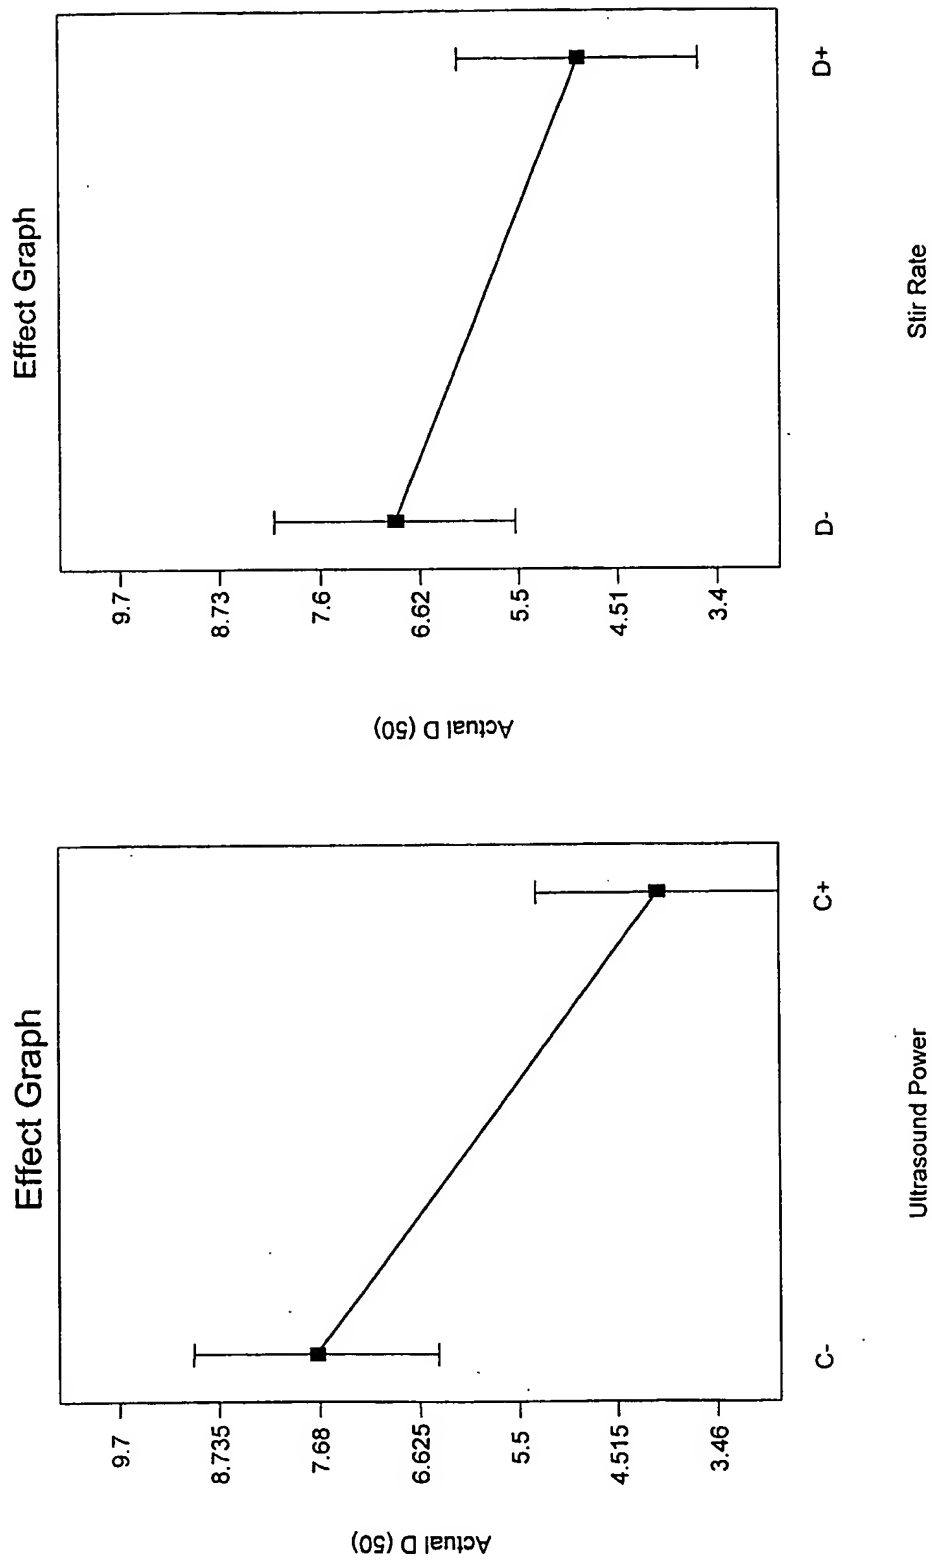 Effect Graph
Actual D (50)
9.7
8.735
7.68
6.625
5.5
4.515
3.46
C-
C+
Ultrasound Power
Effect Graph
Actual D (50)
9.7
8.73
7.6
6.62
5.5
4.51
3.4
D-
D+
Stir Rate